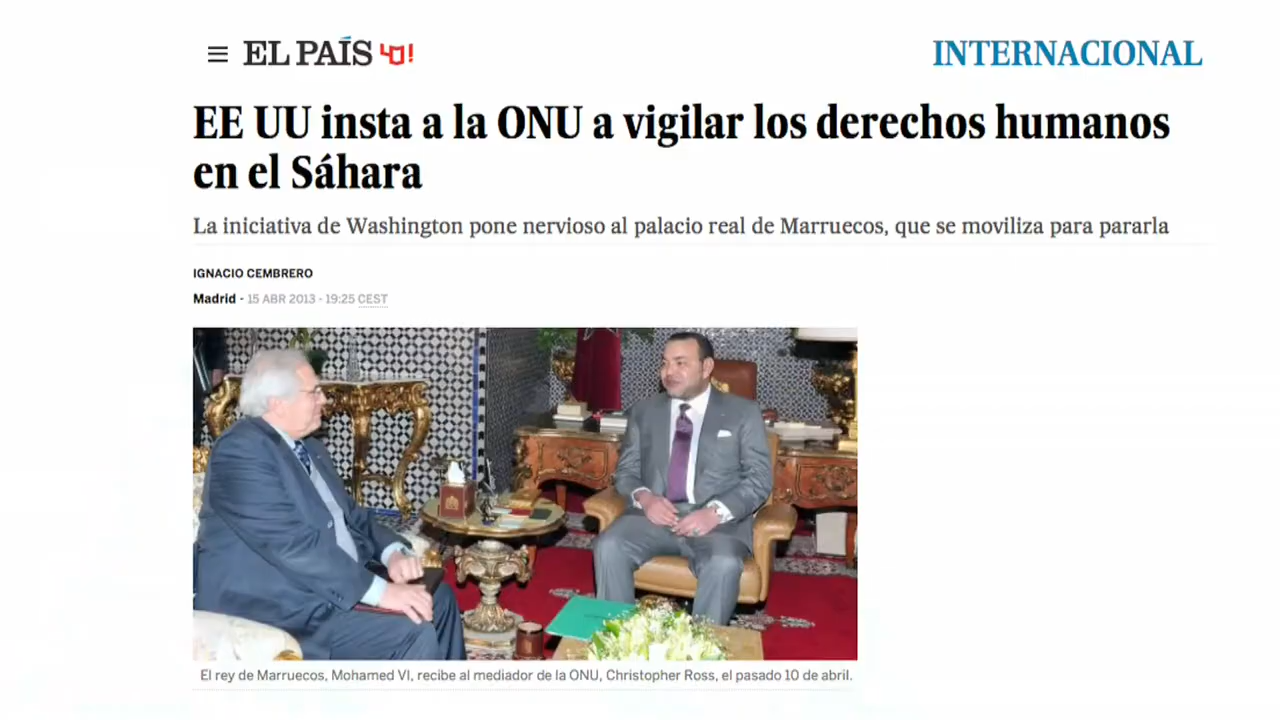 EL PAÍS 40!
INTERNACIONAL
EE UU insta a la ONU a vigilar los derechos humanos
en el Sáhara
La iniciativa de Washington pone nervioso al palacio real de Marruecos, que se moviliza para pararla
IGNACIO CEMBRERO
Madrid - 15 ABR 2013 - 19:25 CEST
El rey de Marruecos, Mohamed VI, recibe al mediador de la ONU, Christopher Ross, el pasado 10 de abril.